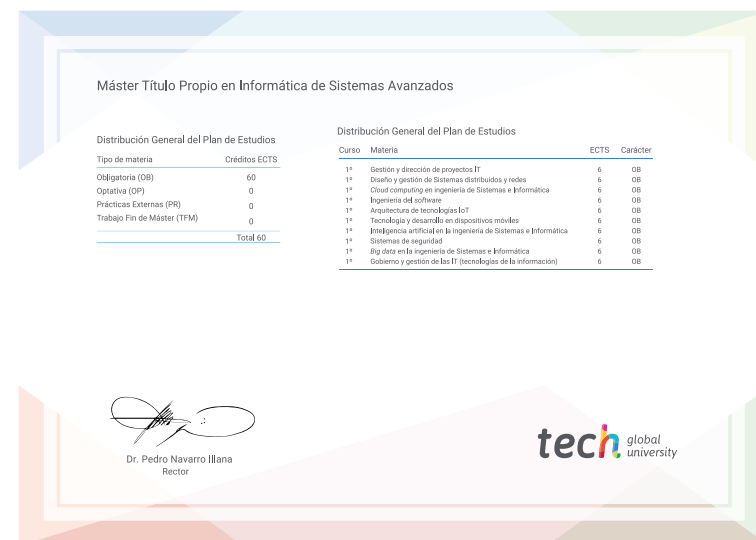 Máster Título Propio en Informática de Sistemas Avanzados
Distribución General del Plan de Estudios
Tipo de materia Créditos ECTS
Obligatoria (OB) 60
Optativa (OP) 0
Prácticas Externas (PR) 0
Trabajo Fin de Máster (TFM) 0
Total 60
Distribución General del Plan de Estudios
Curso Materia ECTS Carácter
1º Gestión y dirección de proyectos IT 6 OB
1º Diseño y gestión de Sistemas distribuidos y redes 6 OB
1º Cloud computing en ingeniería de Sistemas e Informática 6 OB
1º Ingeniería del software 6 OB
1º Arquitectura de tecnologías IoT 6 OB
1º Tecnología y desarrollo en dispositivos móviles 6 OB
1º Inteligencia artificial en la ingeniería de Sistemas e Informática 6 OB
1º Sistemas de seguridad 6 OB
1º Big data en la ingeniería de Sistemas e Informática 6 OB
1º Gobierno y gestión de las IT (tecnologías de la información) 6 OB
Dr. Pedro Navarro Illana
Rector
tech global
university